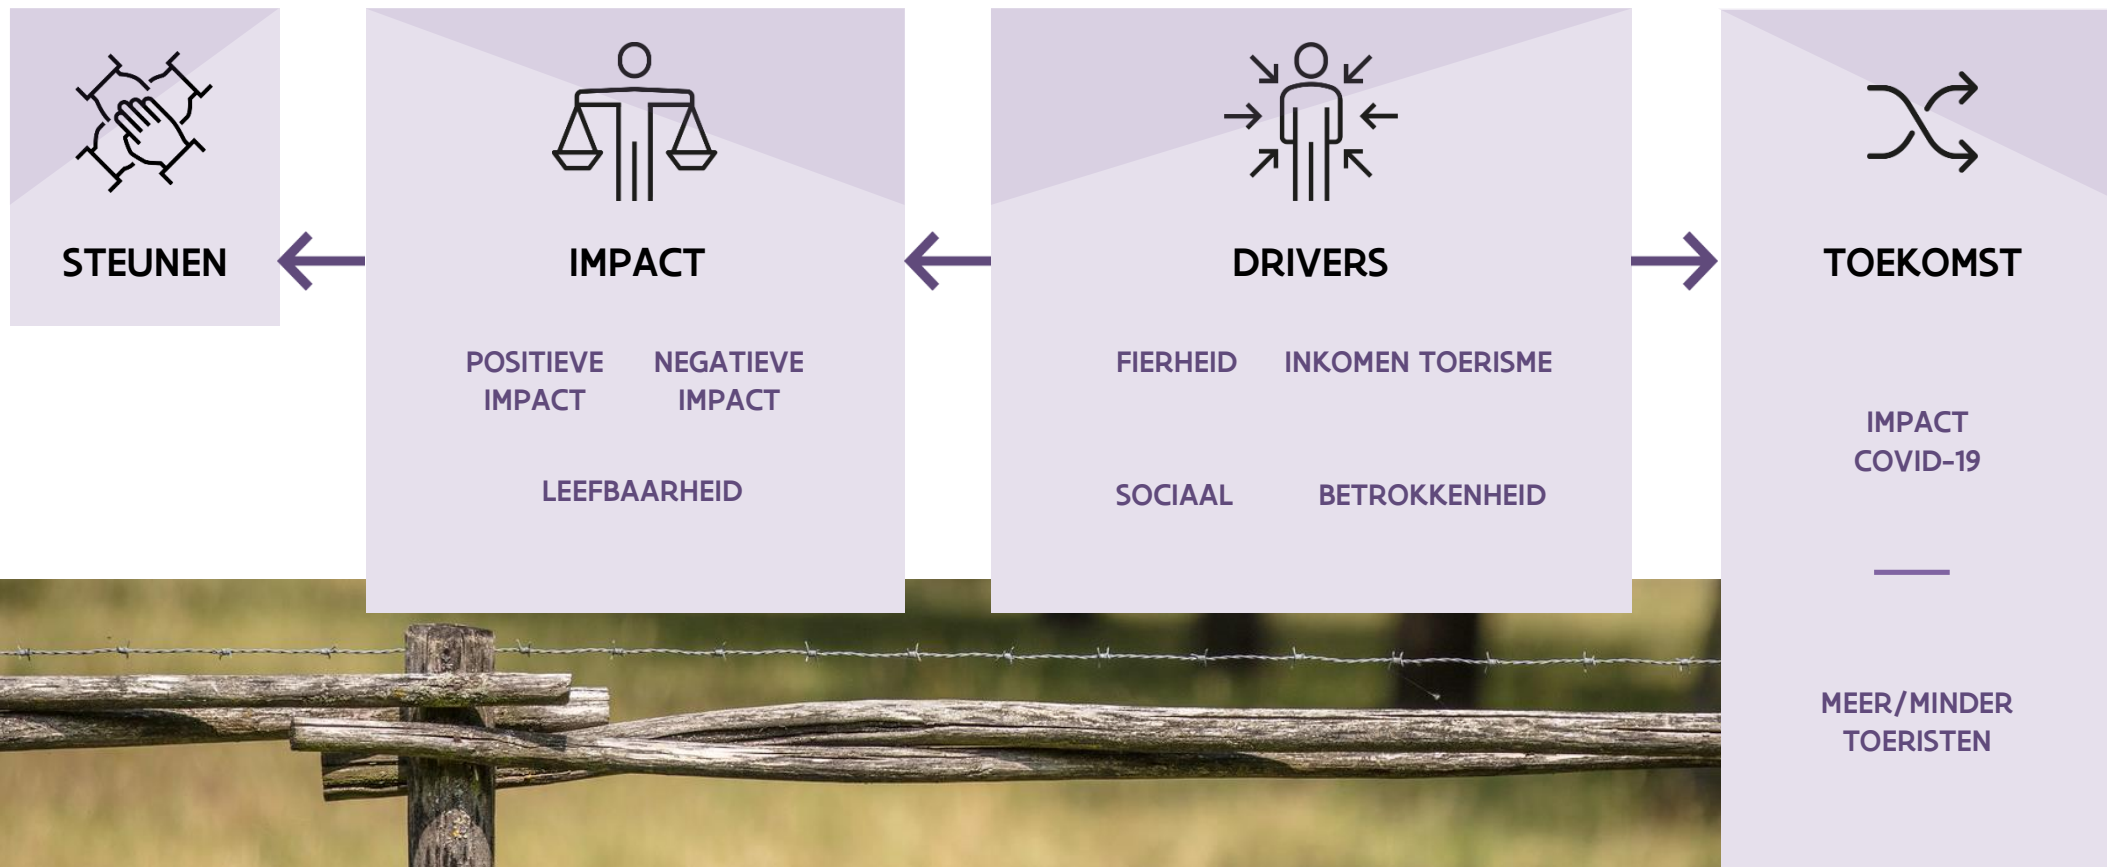 STEUNEN
IMPACT
POSITIEVE
IMPACT
NEGATIEVE
IMPACT
LEEFBAARHEID
DRIVERS
FIERHEID
INKOMEN TOERISME
SOCIAAL
BETROKKENHEID
TOEKOMST
IMPACT
COVID-19
MEER/MINDER
TOERISTEN